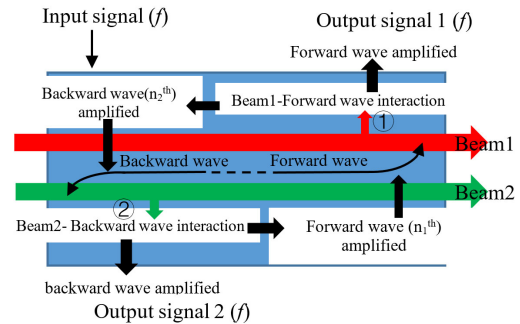 Input signal (f)
Output signal 1 (f)
Forward wave amplified
Backward wave(n2th)
amplified
Beam1-Forward wave interaction
①
Beam1
Backward wave
Forward wave
Beam2
②
Beam2- Backward wave interaction
Forward wave (n1th)
amplified
backward wave amplified
Output signal 2 (f)